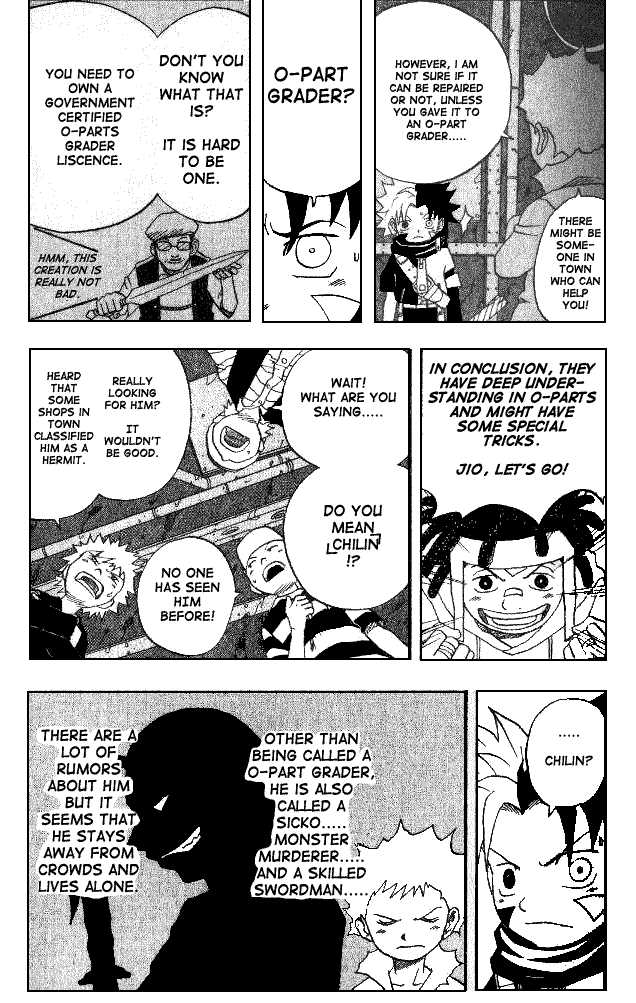 HOWEVER, I AM
NOT SURE IF IT
CAN BE REPAIRED
OR NOT, UNLESS
YOU GAVE IT TO
AN O-PART
GRADER.....
THERE
MIGHT BE
SOME-
ONE IN
TOWN
WHO CAN
HELP
YOU!
O-PART
GRADER?
DON'T YOU
KNOW
WHAT THAT
IS?
IT IS HARD
TO BE
ONE.
YOU NEED TO
OWN A
GOVERNMENT
CERTIFIED
O-PARTS
GRADER
LISCENCE.
HMM, THIS
CREATION IS
REALLY NOT
BAD.
IN CONCLUSION, THEY
HAVE DEEP UNDER-
STANDING IN O-PARTS
AND MIGHT HAVE
SOME SPECIAL
TRICKS.
JIO, LET'S GO!
WAIT!
WHAT ARE YOU
SAYING.....
DO YOU
MEAN
「CHILIN」
!?
REALLY
LOOKING
FOR HIM?
IT
WOULDN'T
BE GOOD.
HEARD
THAT
SOME
SHOPS IN
TOWN
CLASSIFIED
HIM AS A
HERMIT.
NO ONE
HAS SEEN
HIM
BEFORE!
.....
CHILIN?
OTHER THAN
BEING CALLED A
O-PART GRADER,
HE IS ALSO
CALLED A
SICKO.....
MONSTER
MURDERER.....
AND A SKILLED
SWORDMAN.....
THERE ARE A
LOT OF
RUMORS
ABOUT HIM
BUT IT
SEEMS THAT
HE STAYS
AWAY FROM
CROWDS AND
LIVES ALONE.